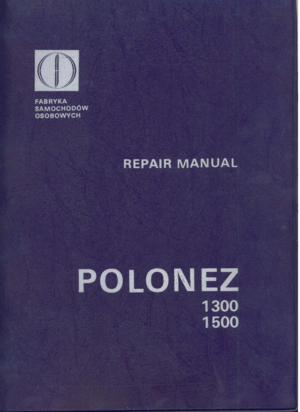 FABRYKA
SAMOCHODÓW
OSOBOWYCH
REPAIR MANUAL
POLONEZ
1300
1500